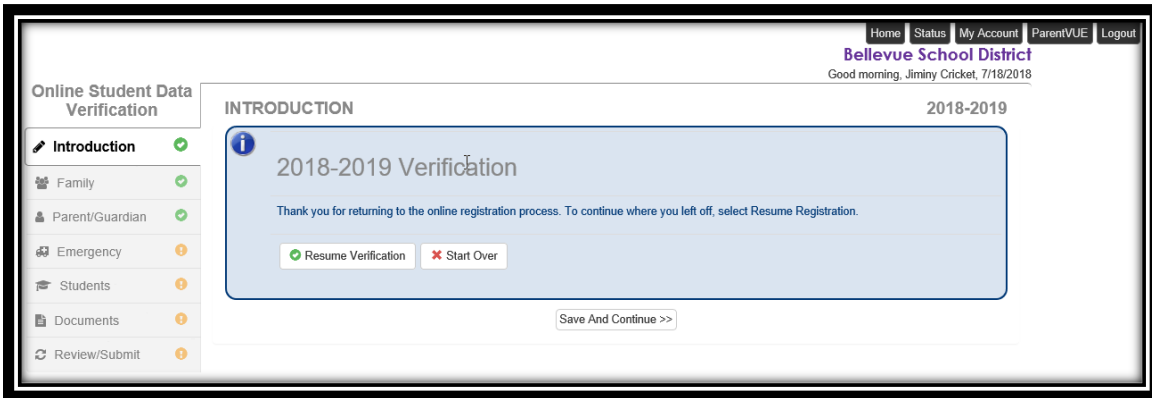 Home Status My Account ParentVUE Logout
Bellevue School District
Good morning, Jiminy Cricket, 7/18/2018
Online Student Data
Verification
Introduction
Family
Parent/Guardian
Emergency
Students
Documents
Review/Submit
INTRODUCTION 2018-2019
2018-2019 Verification
Thank you for returning to the online registration process. To continue where you left off, select Resume Registration.
Resume Verification Start Over
Save And Continue >>